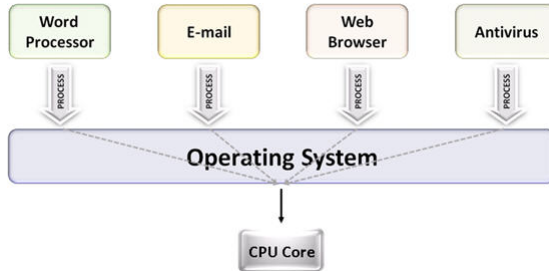 Word
Processor
E-mail
Web
Browser
Antivirus
PROCESS
PROCESS
PROCESS
PROCESS
Operating System
CPU Core